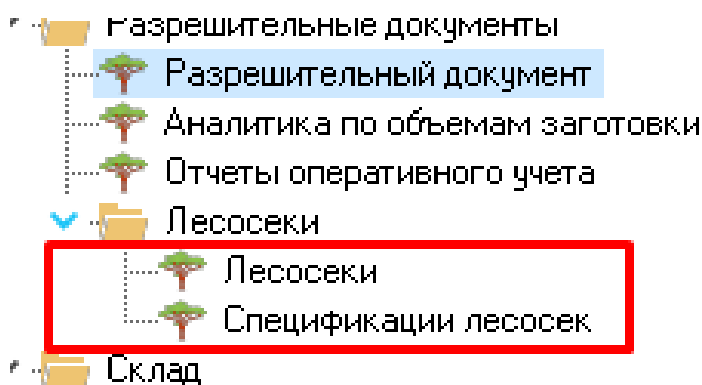 Разрешительные документы
Разрешительный документ
Аналитика по объемам заготовки
Отчеты оперативного учета
Лесосеки
Лесосеки
Спецификации лесосек
Склад